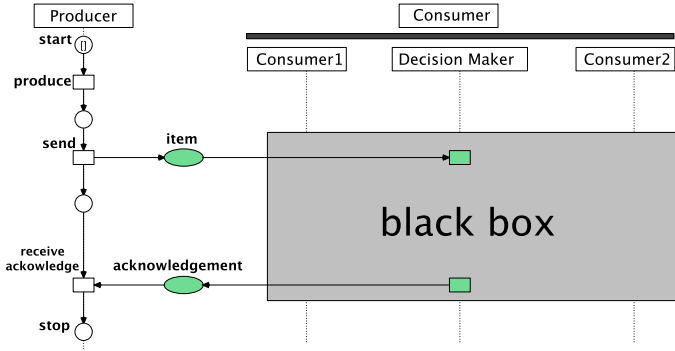 Producer
Consumer
start
[]
Consumer1
Decision Maker
Consumer2
produce
send
item
black box
receive
ackowledge
acknowledgement
stop